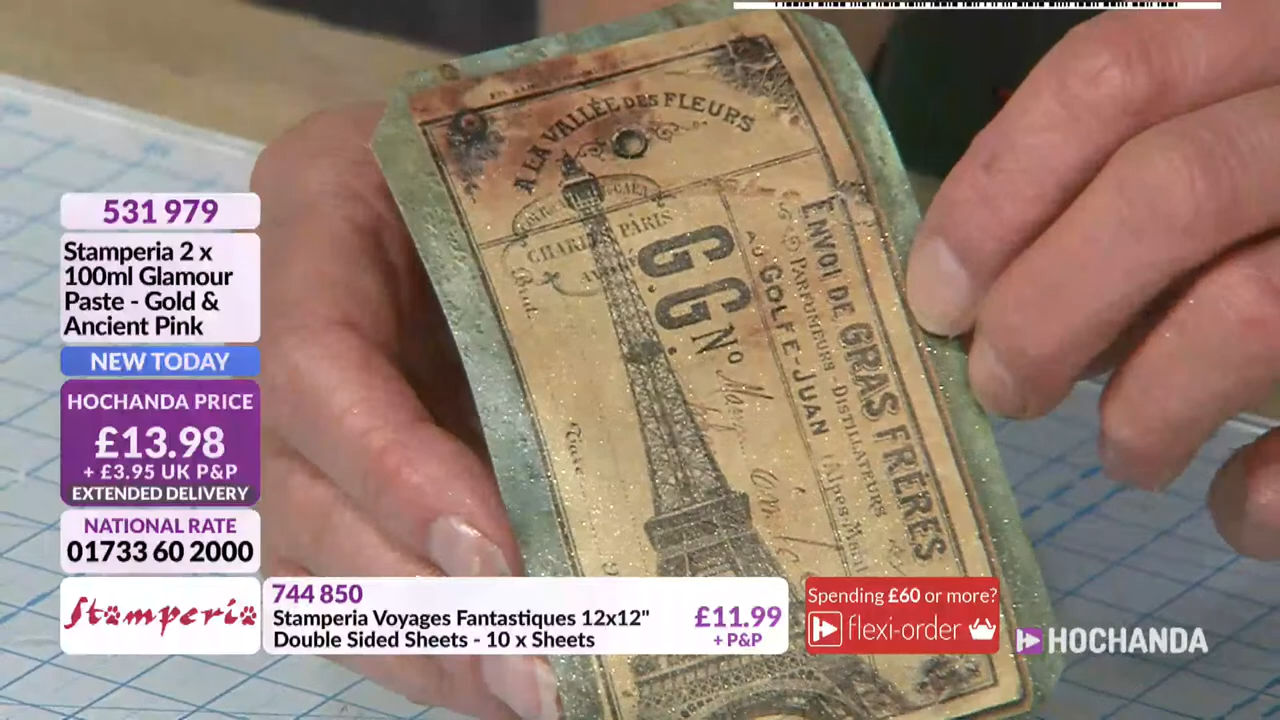 A LA VALLÉE DES FLEURS
CHARLES PARIS
Brut.
G.G.
Nº
ENVOI DE GRAS FRÈRES
PARFUMEURS-DISTILLATEURS
AU GOLFE-JUAN
531 979
Stamperia 2 x
100ml Glamour
Paste - Gold &
Ancient Pink
NEW TODAY
HOCHANDA PRICE
£13.98
+ £3.95 UK P&P
EXTENDED DELIVERY
NATIONAL RATE
01733 60 2000
Stamperia
744 850
Stamperia Voyages Fantastiques 12x12"
Double Sided Sheets - 10 x Sheets
£11.99
+ P&P
Spending £60 or more?
flexi-order
HOCHANDA